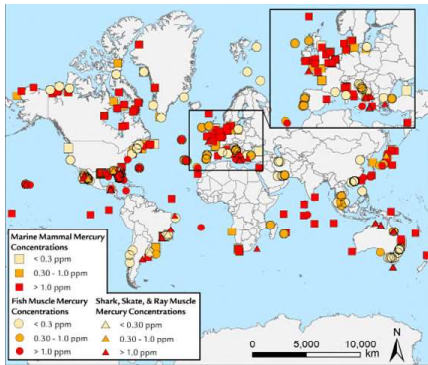 Marine Mammal Mercury
Concentrations
< 0.3 ppm
0.30 - 1.0 ppm
> 1.0 ppm
Fish Muscle Mercury
Concentrations
< 0.3 ppm
0.30 - 1.0 ppm
> 1.0 ppm
Shark, Skate, & Ray Muscle
Mercury Concentrations
< 0.30 ppm
0.30 - 1.0 ppm
> 1.0 ppm
0 5,000 10,000
km
N